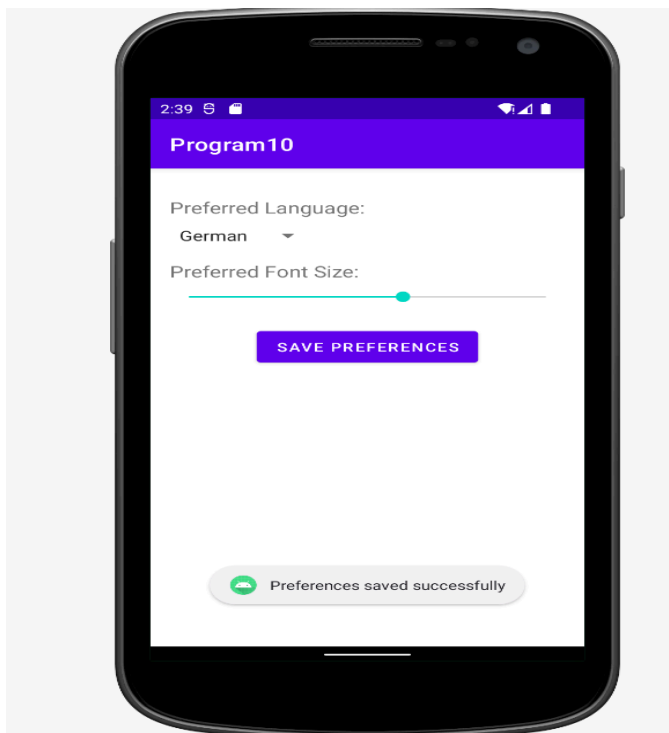 2:39
Program10
Preferred Language:
German
Preferred Font Size:
SAVE PREFERENCES
Preferences saved successfully